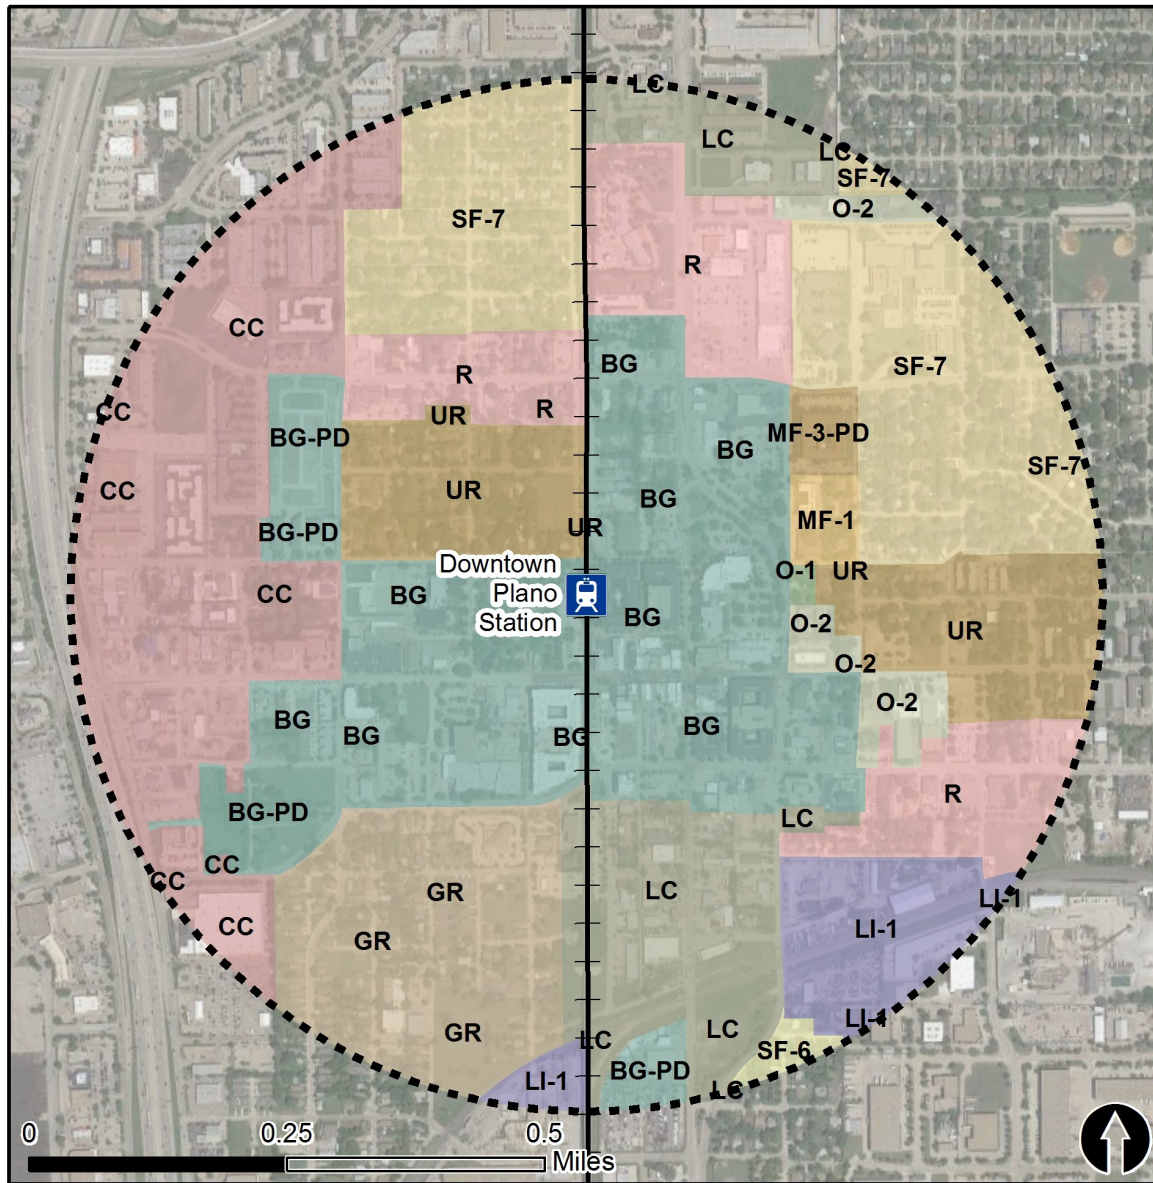 LC
LC
LC
SF-7
O-2
SF-7
R
CC
BG
SF-7
R
R
CC
UR
MF-3-PD
BG-PD
BG
SF-7
CC
UR
BG
MF-1
UR
BG-PD
Downtown
Plano
Station
O-1
UR
CC
BG
BG
O-2
UR
O-2
O-2
BG
BG
BG
BG
R
BG-PD
LC
CC
CC
GR
LC
LI-1
CC
GR
LI-1
LI-1
GR
LC
LC
SF-6
BG-PD
LI-1
LC
0
0.25
0.5
Miles